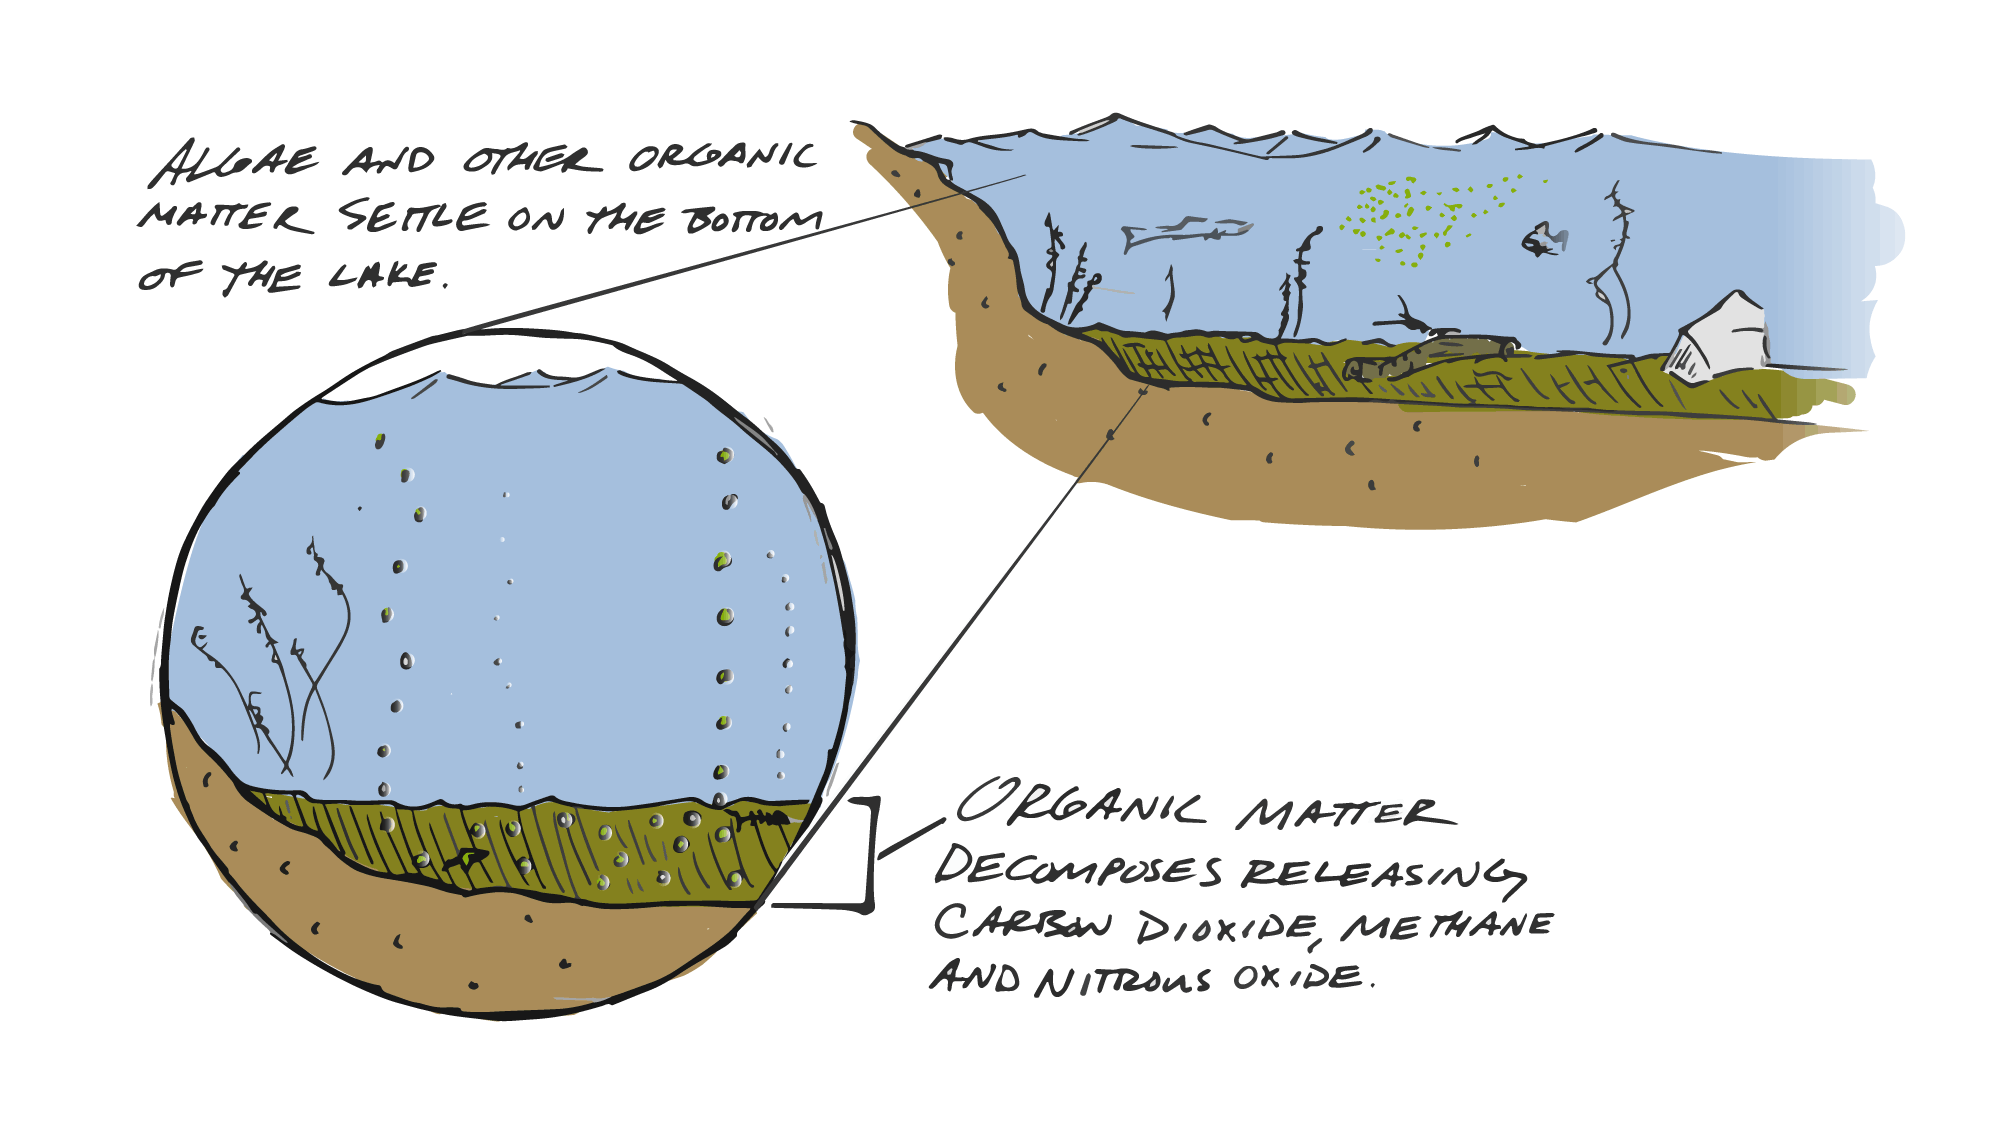 ALGAE AND OTHER ORGANIC
MATTER SETTLE ON THE BOTTOM
OF THE LAKE.
ORGANIC MATTER
DECOMPOSES RELEASING
CARBON DIOXIDE, METHANE
AND NITROUS OXIDE.